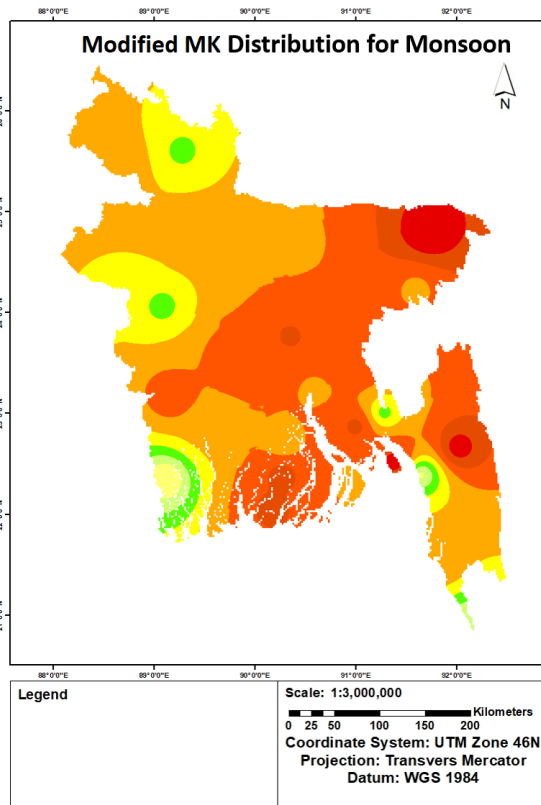 88°0'0"E 89°0'0"E 90°0'0"E 91°0'0"E 92°0'0"E
Modified MK Distribution for Monsoon
N
88°0'0"E 89°0'0"E 90°0'0"E 91°0'0"E 92°0'0"E
Legend
Scale: 1:3,000,000
Kilometers
0 25 50 100 150 200
Coordinate System: UTM Zone 46N
Projection: Transvers Mercator
Datum: WGS 1984